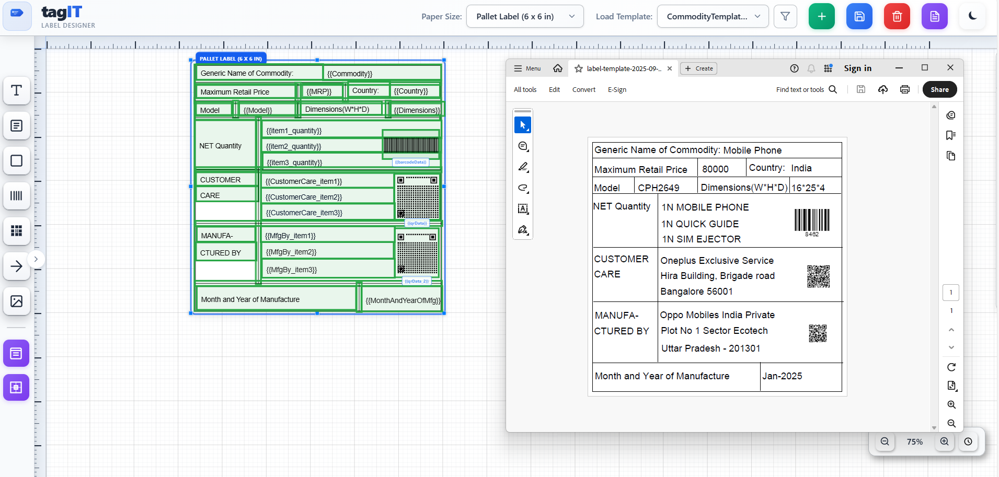 tagIT
LABEL DESIGNER
Paper Size:
Pallet Label (6 x 6 in)
Load Template:
CommodityTemplat...
PALLET LABEL (6 X 6 IN)
Generic Name of Commodity:
{{Commodity}}
Maximum Retail Price
{{MRP}}
Country:
{{Country}}
Model
{{Model}}
Dimensions(W*H*D)
{{Dimensions}}
NET Quantity
{{item1_quantity}}
{{item2_quantity}}
{{item3_quantity}}
{{barcodeData}}
CUSTOMER
CARE
{{CustomerCare_item1}}
{{CustomerCare_item2}}
{{CustomerCare_item3}}
{{qrData}}
MANUFA-
CTURED BY
{{MfgBy_item1}}
{{MfgBy_item2}}
{{MfgBy_item3}}
{{qrData_2}}
Month and Year of Manufacture
{{MonthAndYearOfMfg}}
Menu
label-template-2025-09-...
Create
Sign in
All tools
Edit
Convert
E-Sign
Find text or tools
Share
Generic Name of Commodity: Mobile Phone
Maximum Retail Price
80000
Country:
India
Model
CPH2649
Dimensions(W*H*D)
16*25*4
NET Quantity
1N MOBILE PHONE
1N QUICK GUIDE
1N SIM EJECTOR
8462
CUSTOMER
CARE
Oneplus Exclusive Service
Hira Building, Brigade road
Bangalore 56001
MANUFA-
CTURED BY
Oppo Mobiles India Private
Plot No 1 Sector Ecotech
Uttar Pradesh - 201301
Month and Year of Manufacture
Jan-2025
1
1
75%